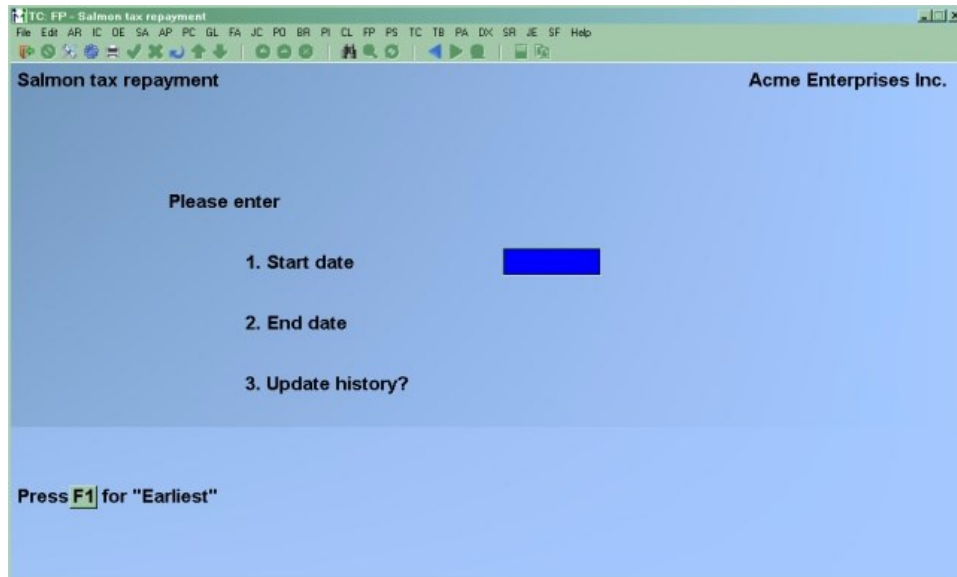 TC: FP - Salmon tax repayment
File Edit AR IC OE SA AP PC GL FA JC PO BR PI CL FP PS TC TB PA DX SR JE SF Help
Salmon tax repayment Acme Enterprises Inc.
Please enter
1. Start date
2. End date
3. Update history?
Press F1 for "Earliest"